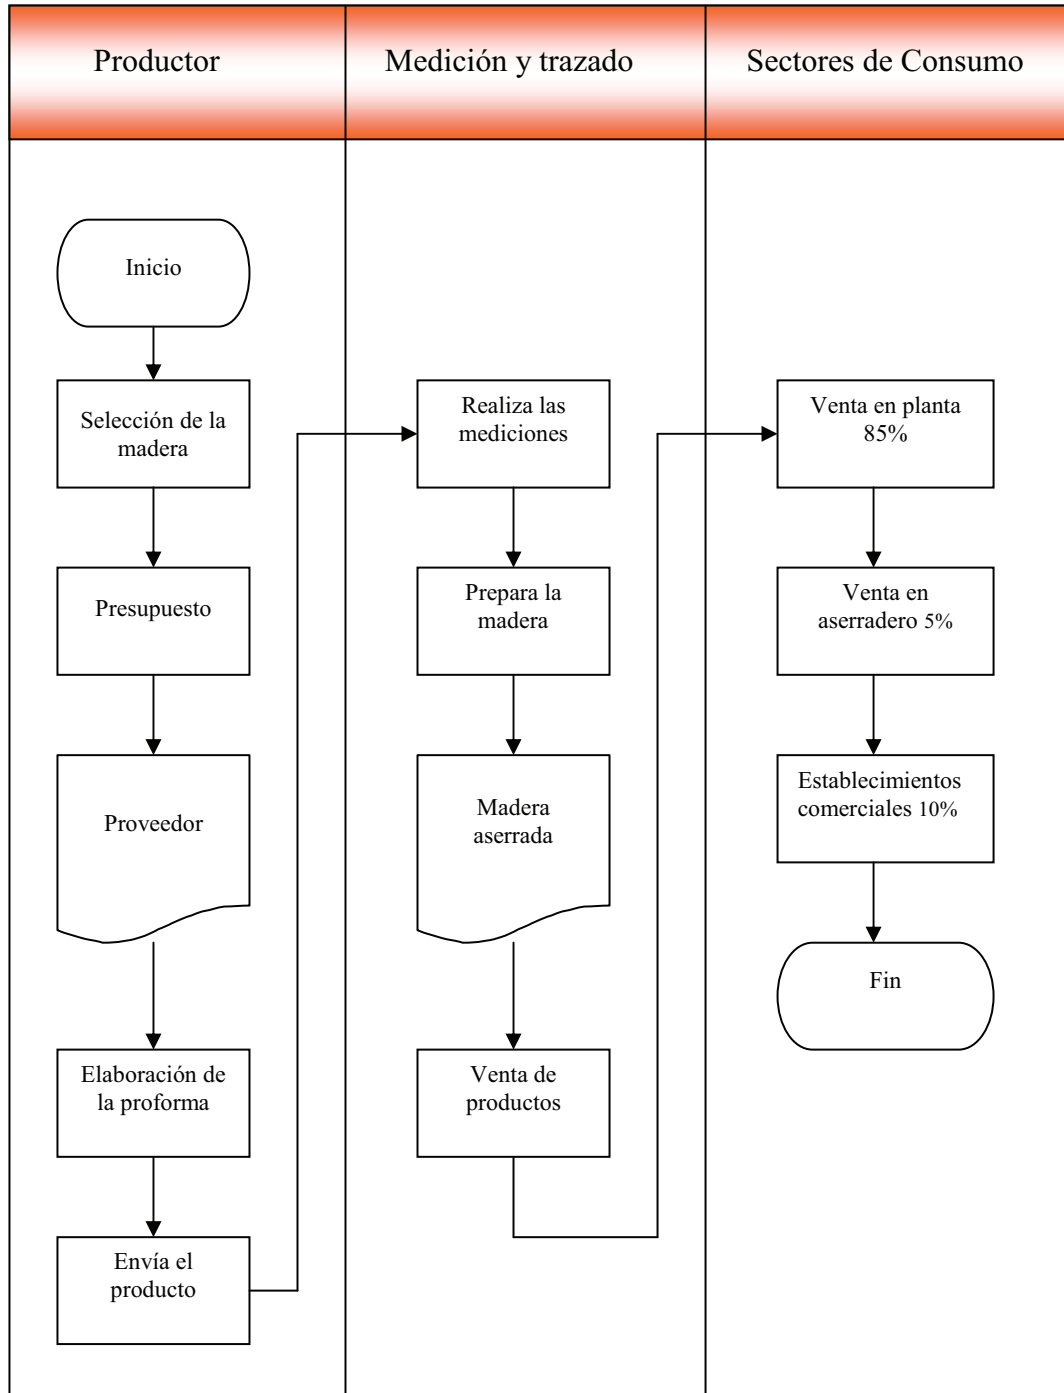 Productor
Medición y trazado
Sectores de Consumo
Inicio
Selección de la
madera
Presupuesto
Proveedor
Elaboración de
la proforma
Envía el
producto
Realiza las
mediciones
Prepara la
madera
Madera
aserrada
Venta de
productos
Venta en planta
85%
Venta en
aserradero 5%
Establecimientos
comerciales 10%
Fin